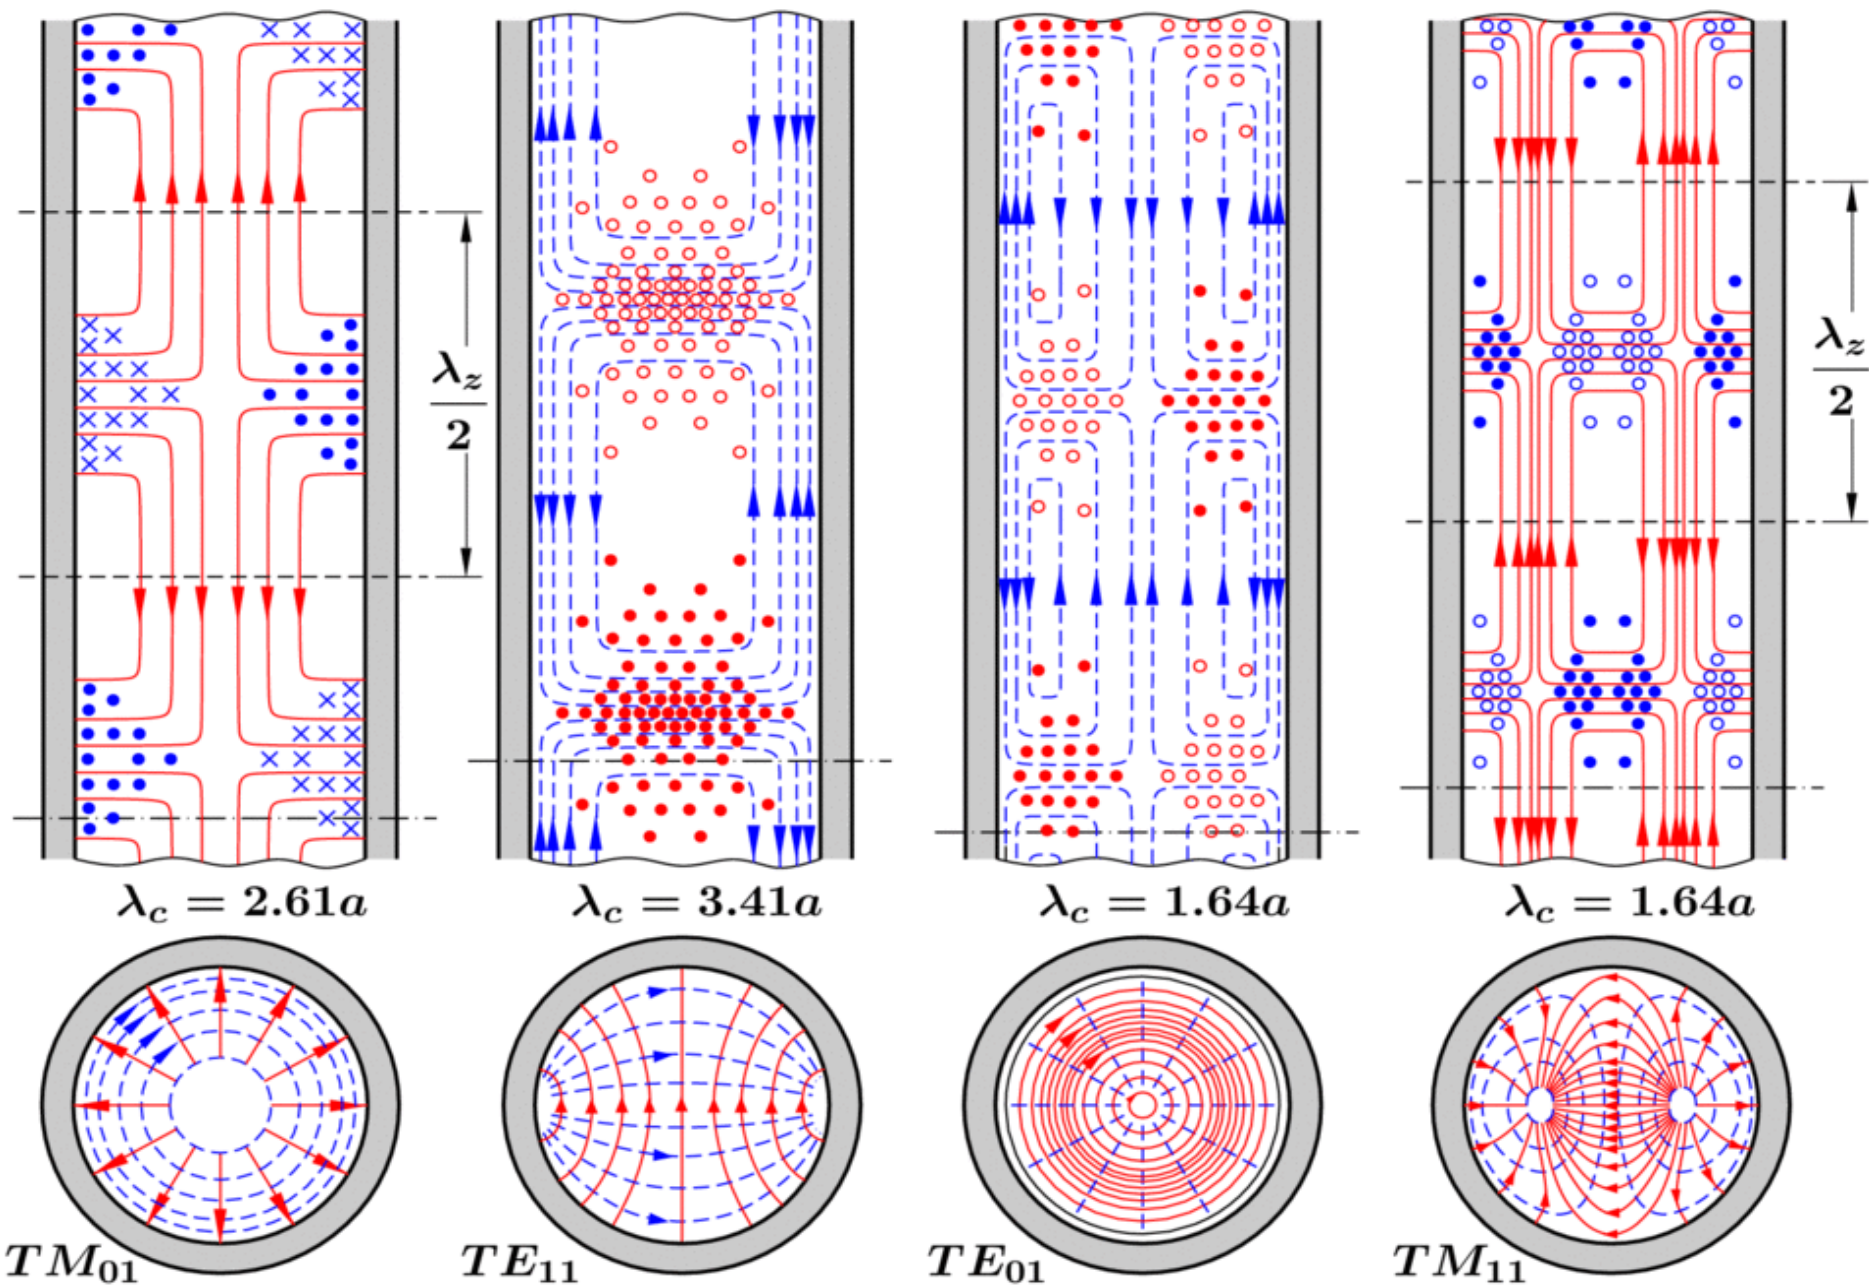 λz
2
λz
2
λc = 2.61a
λc = 3.41a
λc = 1.64a
λc = 1.64a
TM01
TE11
TE01
TM11